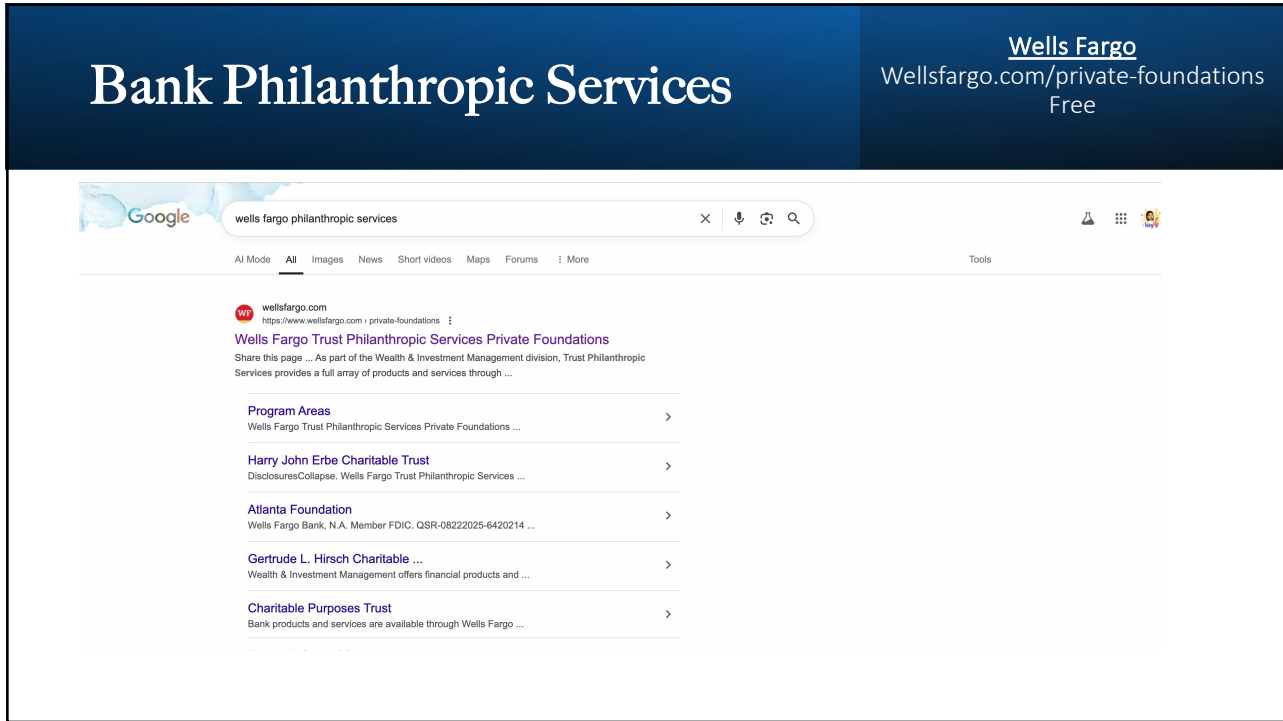 Bank Philanthropic Services
Wells Fargo
Wellsfargo.com/private-foundations
Free
Google
wells fargo philanthropic services
AI Mode All Images News Short videos Maps Forums More Tools
WF
wellsfargo.com
https://www.wellsfargo.com › private-foundations
Wells Fargo Trust Philanthropic Services Private Foundations
Share this page ... As part of the Wealth & Investment Management division, Trust Philanthropic
Services provides a full array of products and services through ...
Program Areas
Wells Fargo Trust Philanthropic Services Private Foundations ...
Harry John Erbe Charitable Trust
DisclosuresCollapse. Wells Fargo Trust Philanthropic Services ...
Atlanta Foundation
Wells Fargo Bank, N.A. Member FDIC. QSR-08222025-6420214 ...
Gertrude L. Hirsch Charitable ...
Wealth & Investment Management offers financial products and ...
Charitable Purposes Trust
Bank products and services are available through Wells Fargo ...